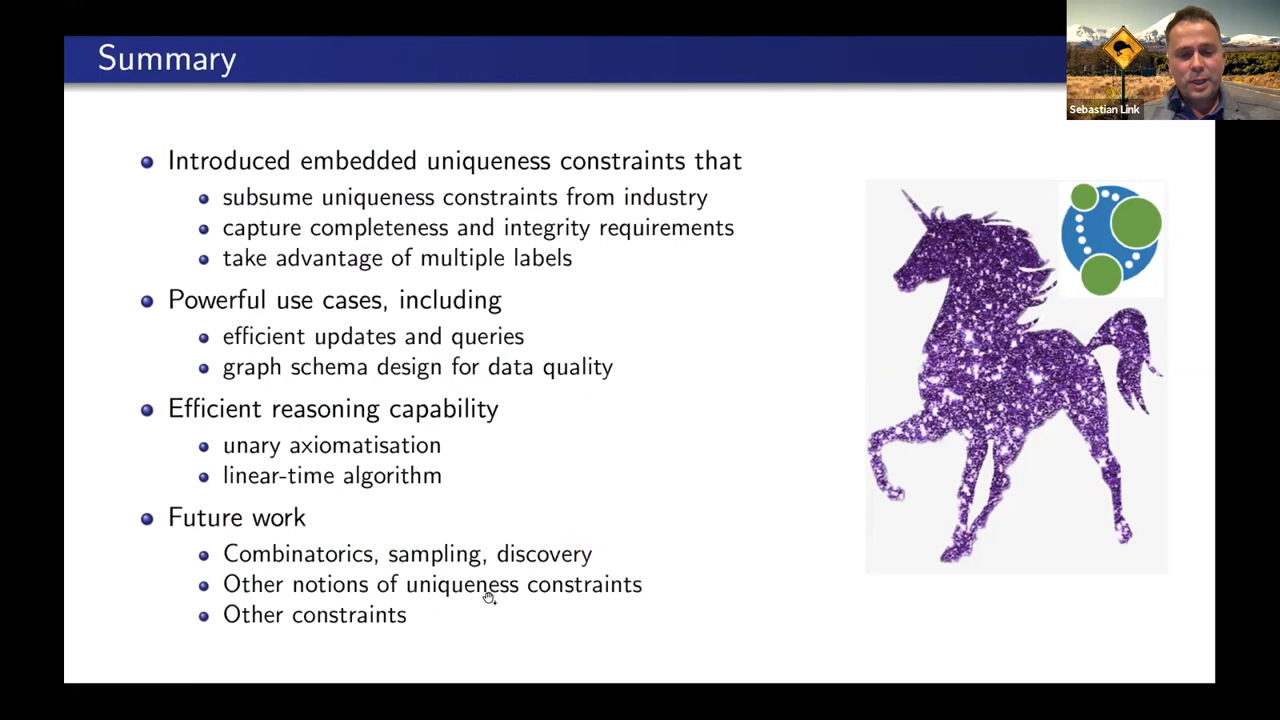 Summary
Sebastian Link
Introduced embedded uniqueness constraints that
subsume uniqueness constraints from industry
capture completeness and integrity requirements
take advantage of multiple labels
Powerful use cases, including
efficient updates and queries
graph schema design for data quality
Efficient reasoning capability
unary axiomatisation
linear-time algorithm
Future work
Combinatorics, sampling, discovery
Other notions of uniqueness constraints
Other constraints